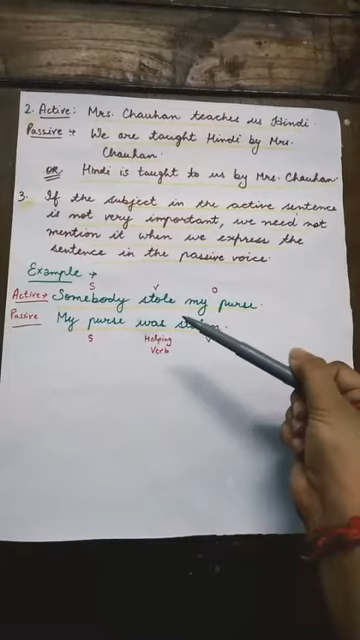 2. Active: Mrs. Chauhan teaches us Hindi.
Passive:→ We are taught Hindi by Mrs.
Chauhan.
OR Hindi is taught to us by Mrs. Chauhan.
3. If the subject in the active sentence
is not very important, we need not
mention it when we express the
sentence in the passive voice.
Example →
S V O
Active→ Somebody stole my purse.
Passive My purse was stolen.
S Helping V
Verb